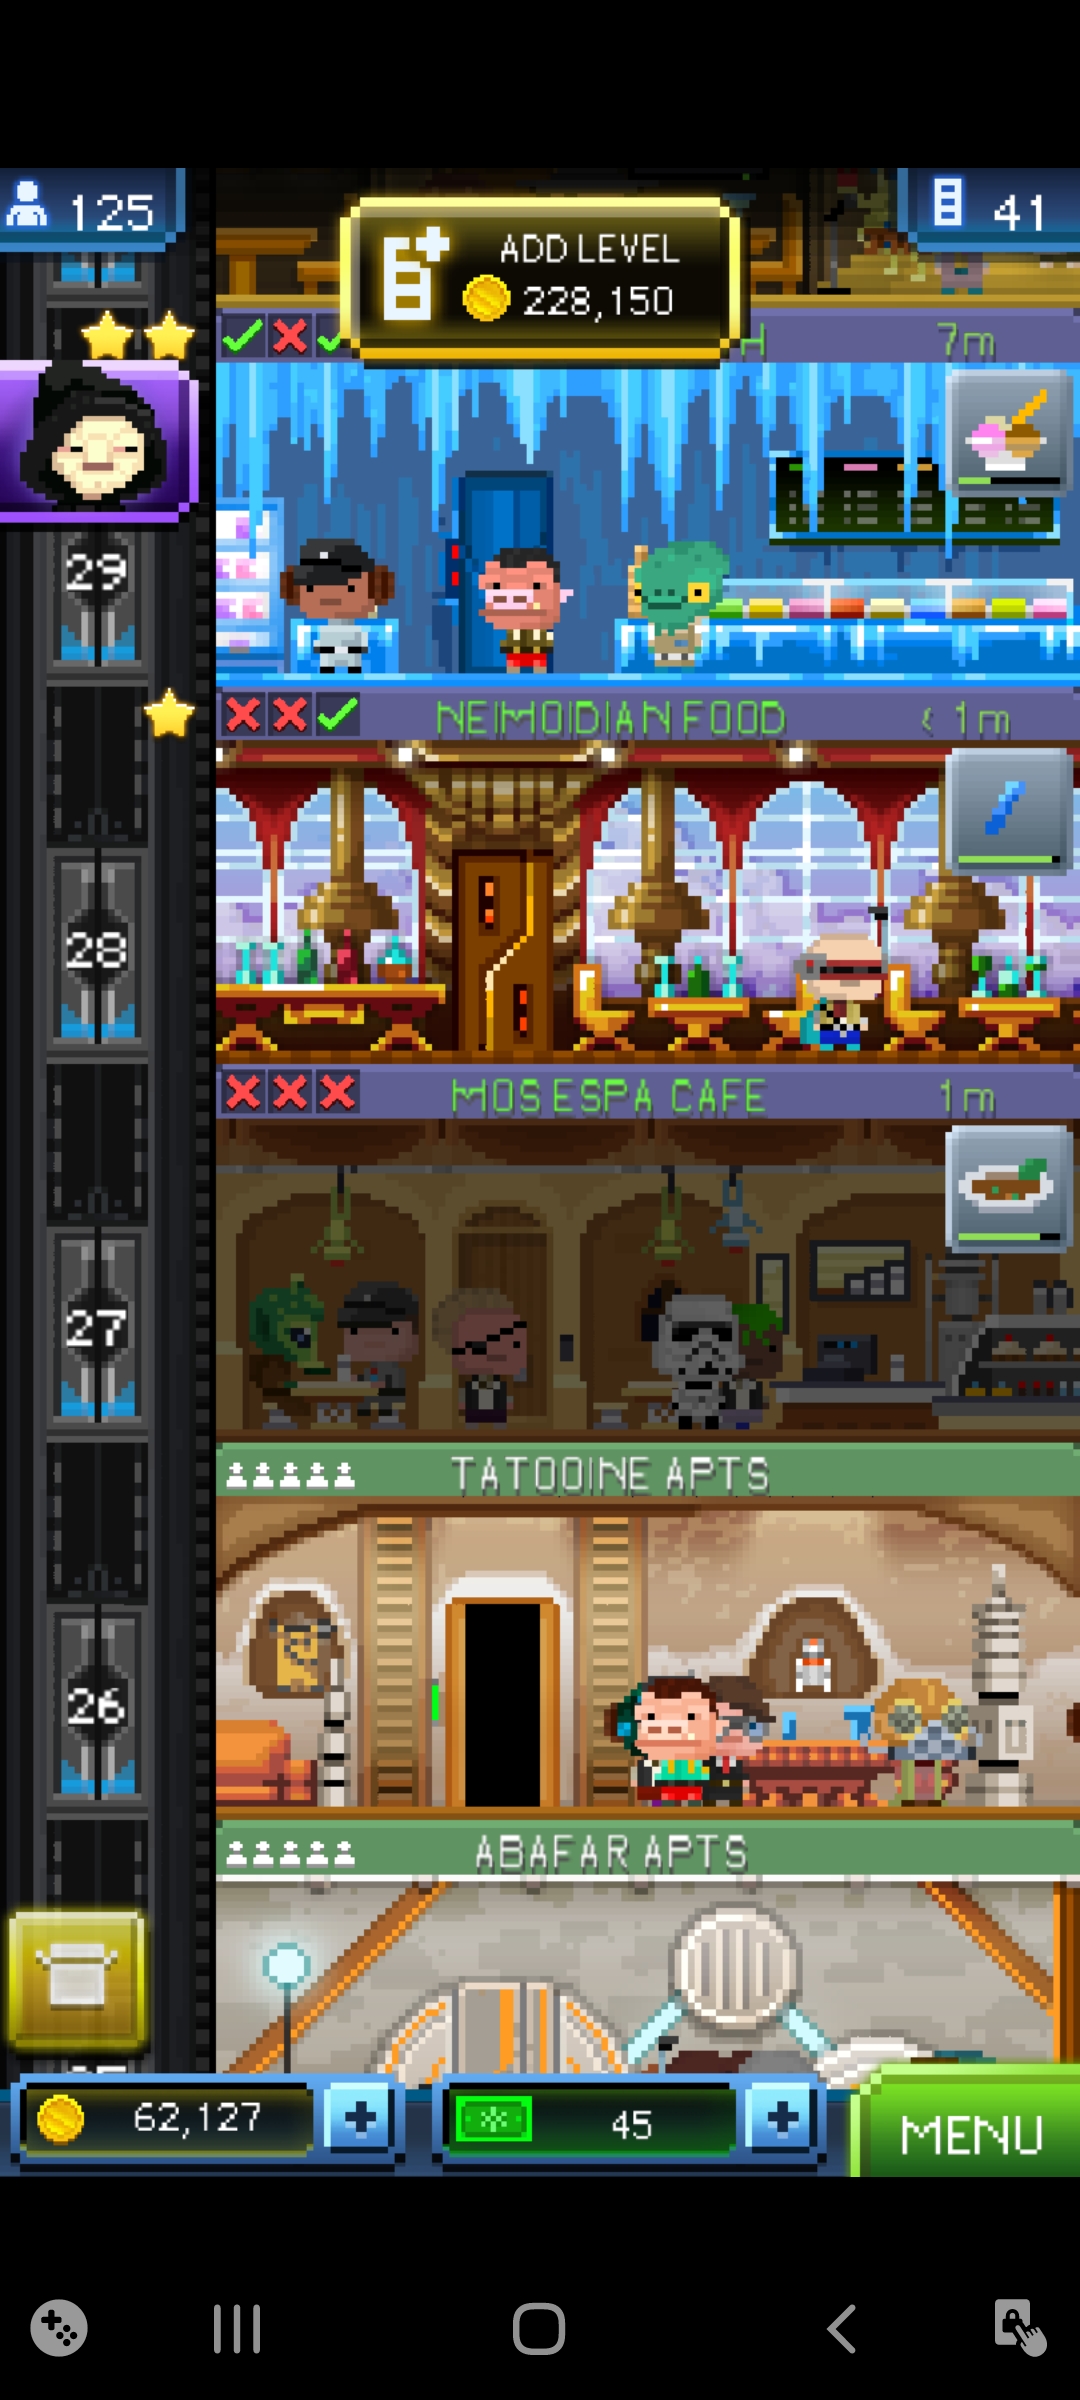 125
41
ADD LEVEL
228,150
H
7m
29
NEIMOIDIAN FOOD
< 1m
28
MOS ESPA CAFE
1m
27
TATOOINE APTS
26
ABAFAR APTS
62,127
45
MENU